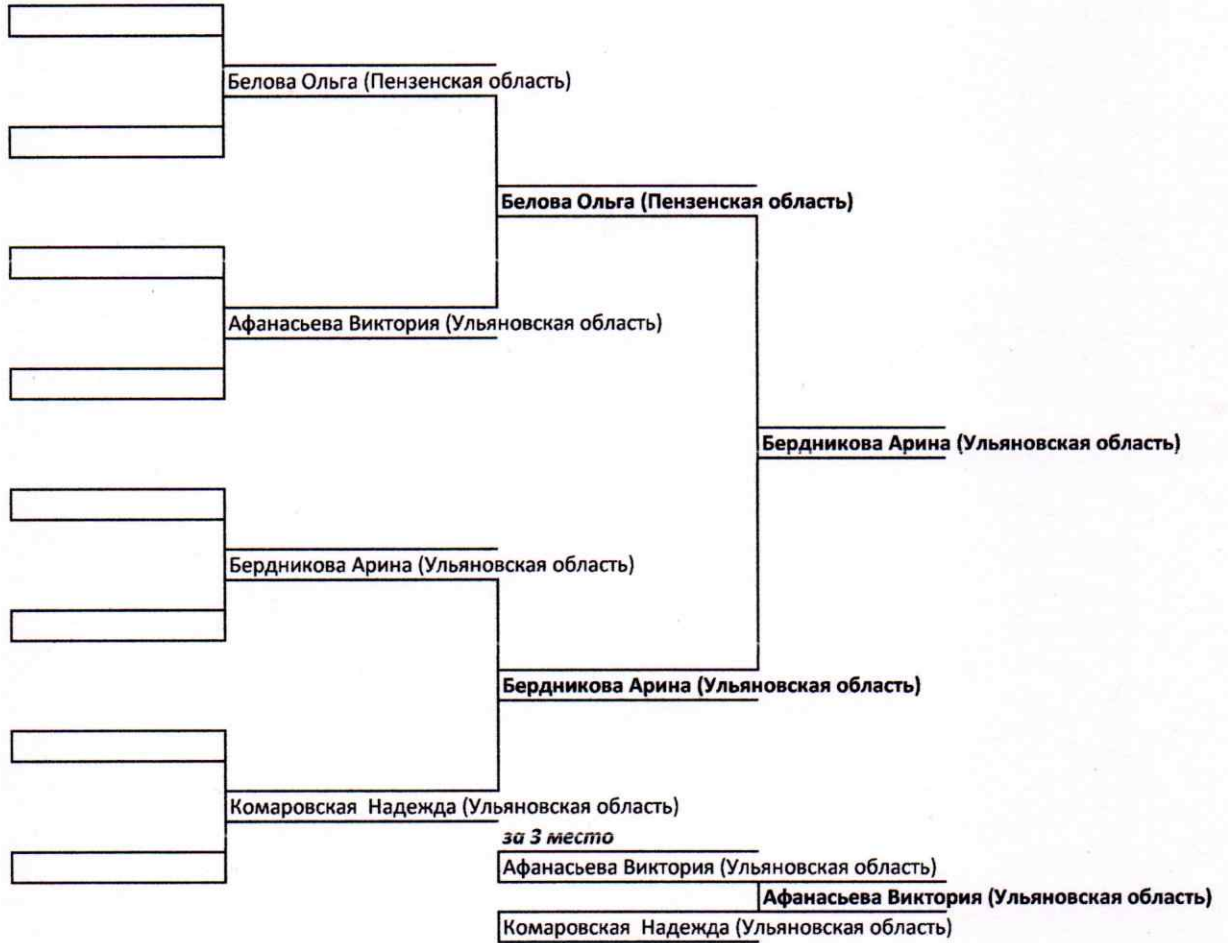 Белова Ольга (Пензенская область)
Белова Ольга (Пензенская область)
Афанасьева Виктория (Ульяновская область)
Бердникова Арина (Ульяновская область)
Бердникова Арина (Ульяновская область)
Бердникова Арина (Ульяновская область)
Комаровская  Надежда (Ульяновская область)
за 3 место
Афанасьева Виктория (Ульяновская область)
Афанасьева Виктория (Ульяновская область)
Комаровская  Надежда (Ульяновская область)